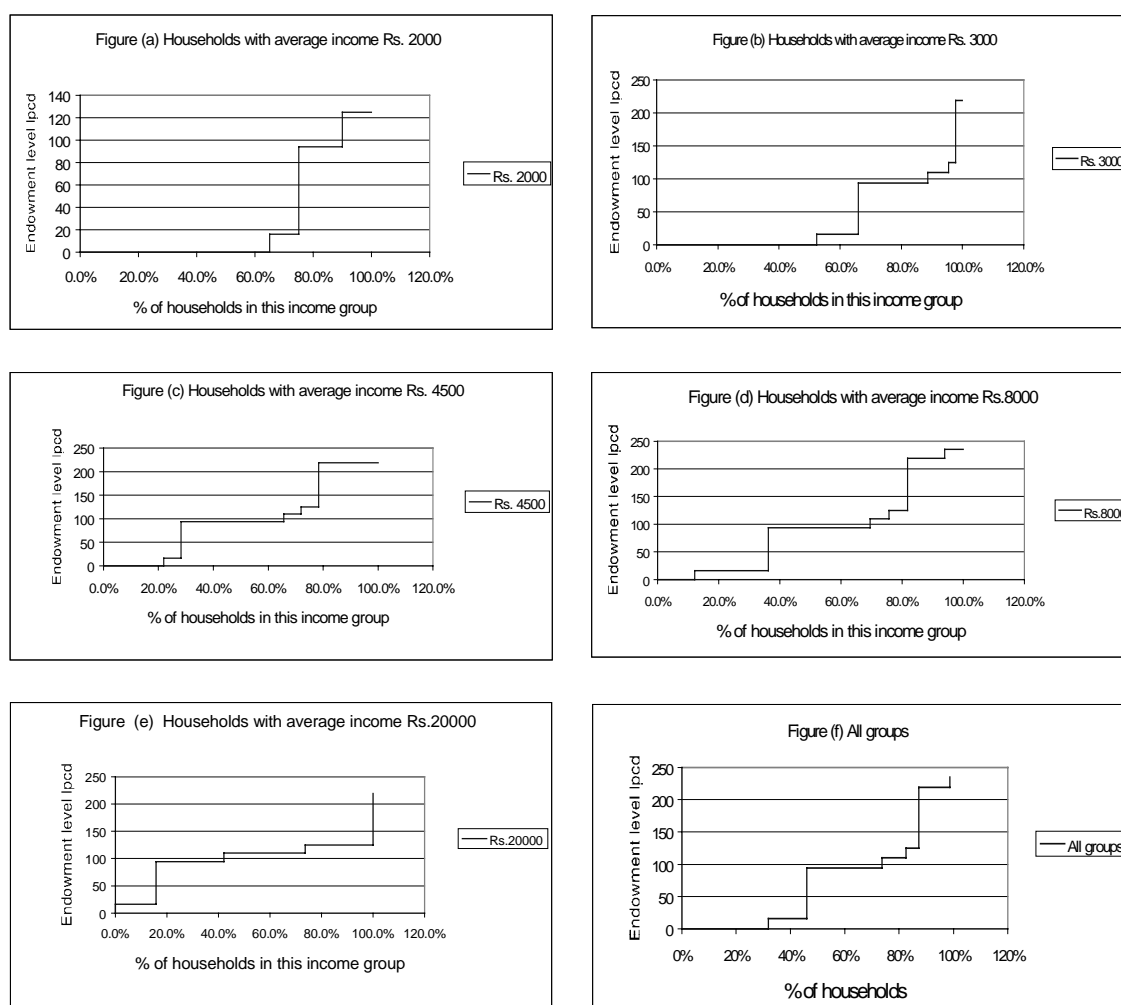 Figure (a) Households with average income Rs. 2000
Endowment level lpcd
140
120
100
80
60
40
20
0
0.0% 20.0% 40.0% 60.0% 80.0% 100.0% 120.0%
% of households in this income group
Rs. 2000
Figure (b) Households with average income Rs. 3000
Endowment level lpcd
250
200
150
100
50
0
0.0% 20.0% 40.0% 60.0% 80.0% 100.0% 120.0%
% of households in this income group
Rs. 3000
Figure (c) Households with average income Rs. 4500
Endowment level lpcd
250
200
150
100
50
0
0.0% 20.0% 40.0% 60.0% 80.0% 100.0% 120.0%
% of households in this income group
Rs. 4500
Figure (d) Households with average income Rs.8000
Endowment level lpcd
250
200
150
100
50
0
0.0% 20.0% 40.0% 60.0% 80.0% 100.0% 120.0%
% of households in this income group
Rs.8000
Figure (e) Households with average income Rs.20000
Endowment level lpcd
250
200
150
100
50
0
0.0% 20.0% 40.0% 60.0% 80.0% 100.0% 120.0%
% of households in this income group
Rs.20000
Figure (f) All groups
Endowment level lpcd
250
200
150
100
50
0
0% 20% 40% 60% 80% 100% 120%
% of households
All groups